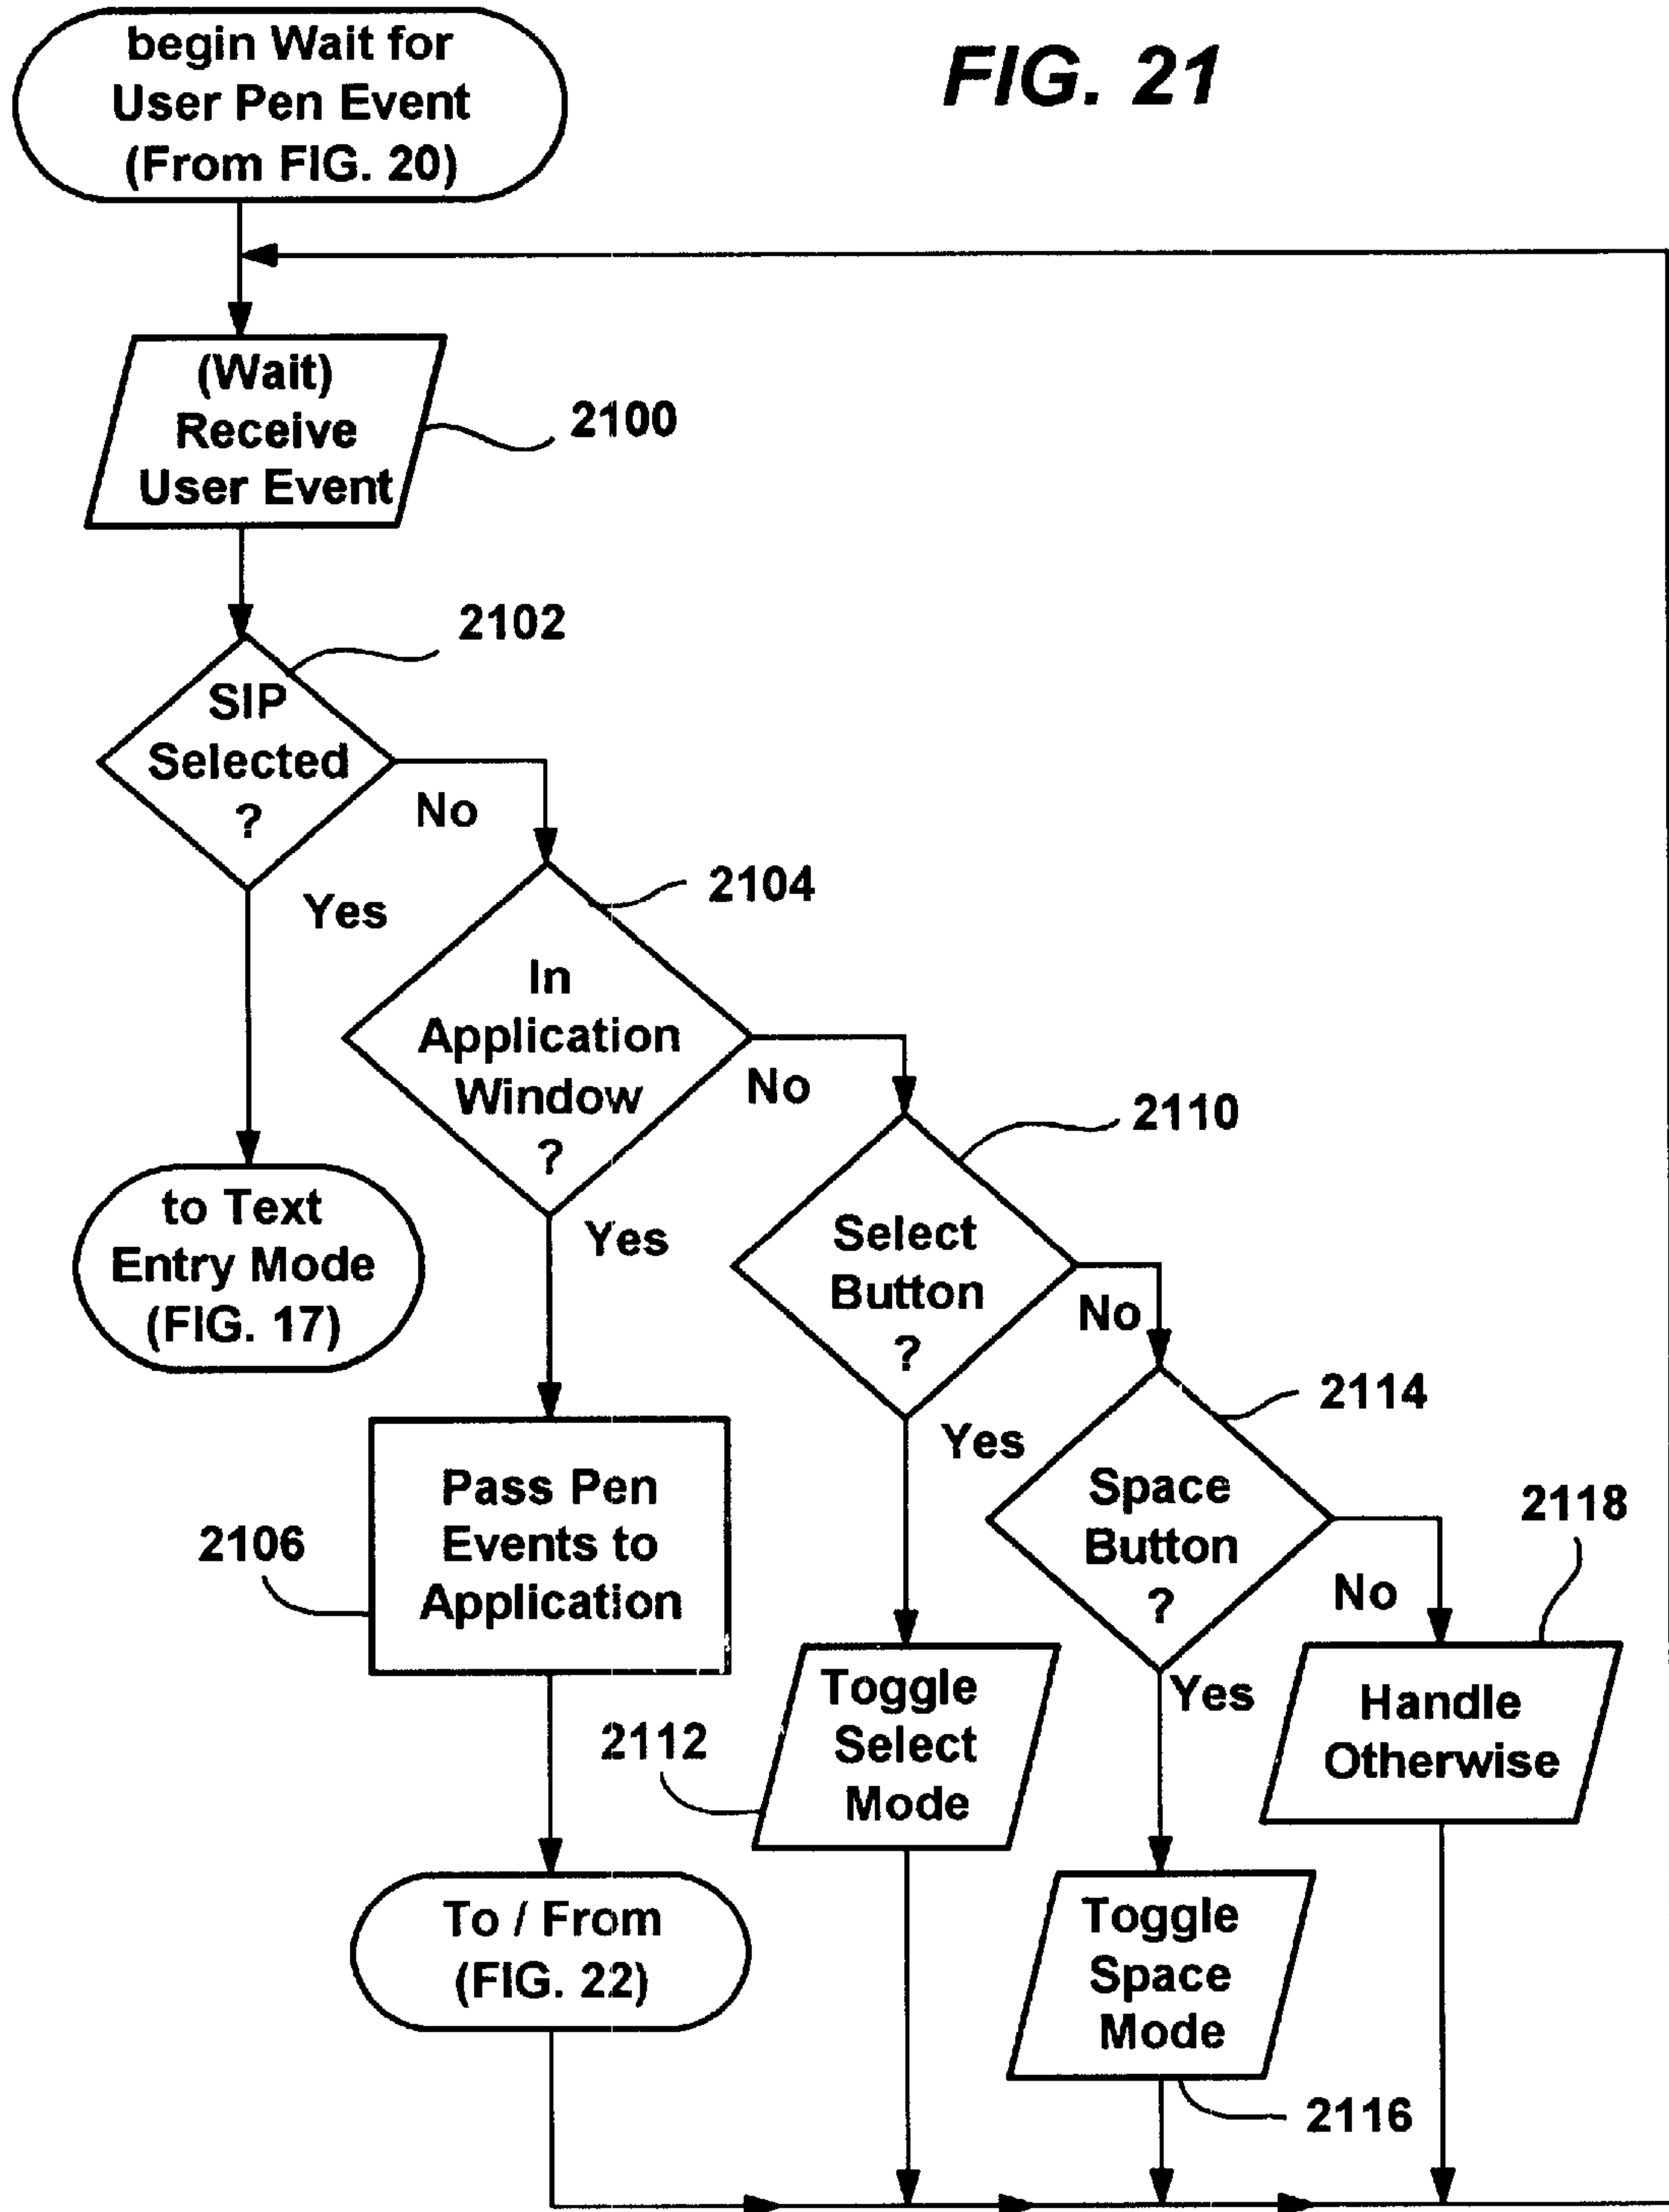 begin Wait for
User Pen Event
(From FIG. 20)
FIG. 21
(Wait)
Receive
User Event
2100
2102
SIP
Selected
?
No
Yes
2104
In
Application
Window
?
No
Yes
2110
to Text
Entry Mode
(FIG. 17)
Select
Button
?
No
Yes
2114
Space
Button
?
No
Yes
2118
Pass Pen
Events to
Application
2106
Toggle
Select
Mode
2112
Handle
Otherwise
To / From
(FIG. 22)
Toggle
Space
Mode
2116